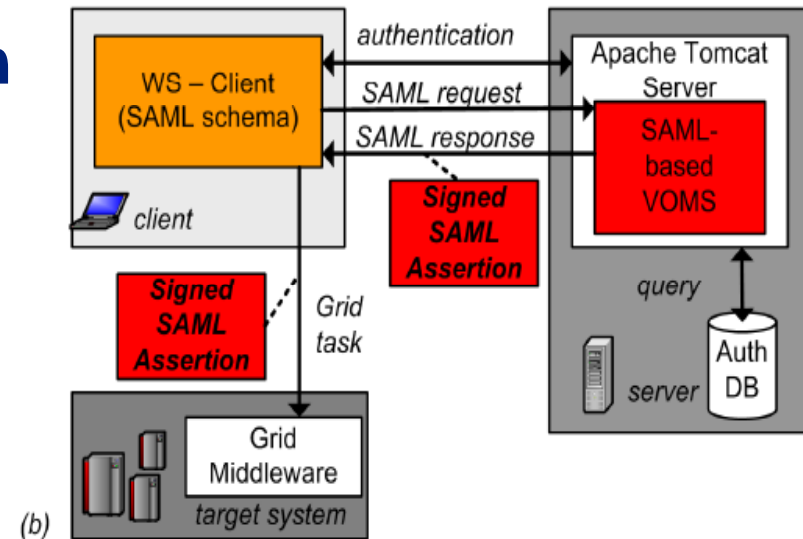 n
authentication
WS – Client
(SAML schema)
Apache Tomcat
Server
SAML request
SAML-
based
VOMS
SAML response
Signed
SAML
Assertion
client
query
Signed
SAML
Assertion
Grid
task
Auth
DB
server
Grid
Middleware
target system
(b)